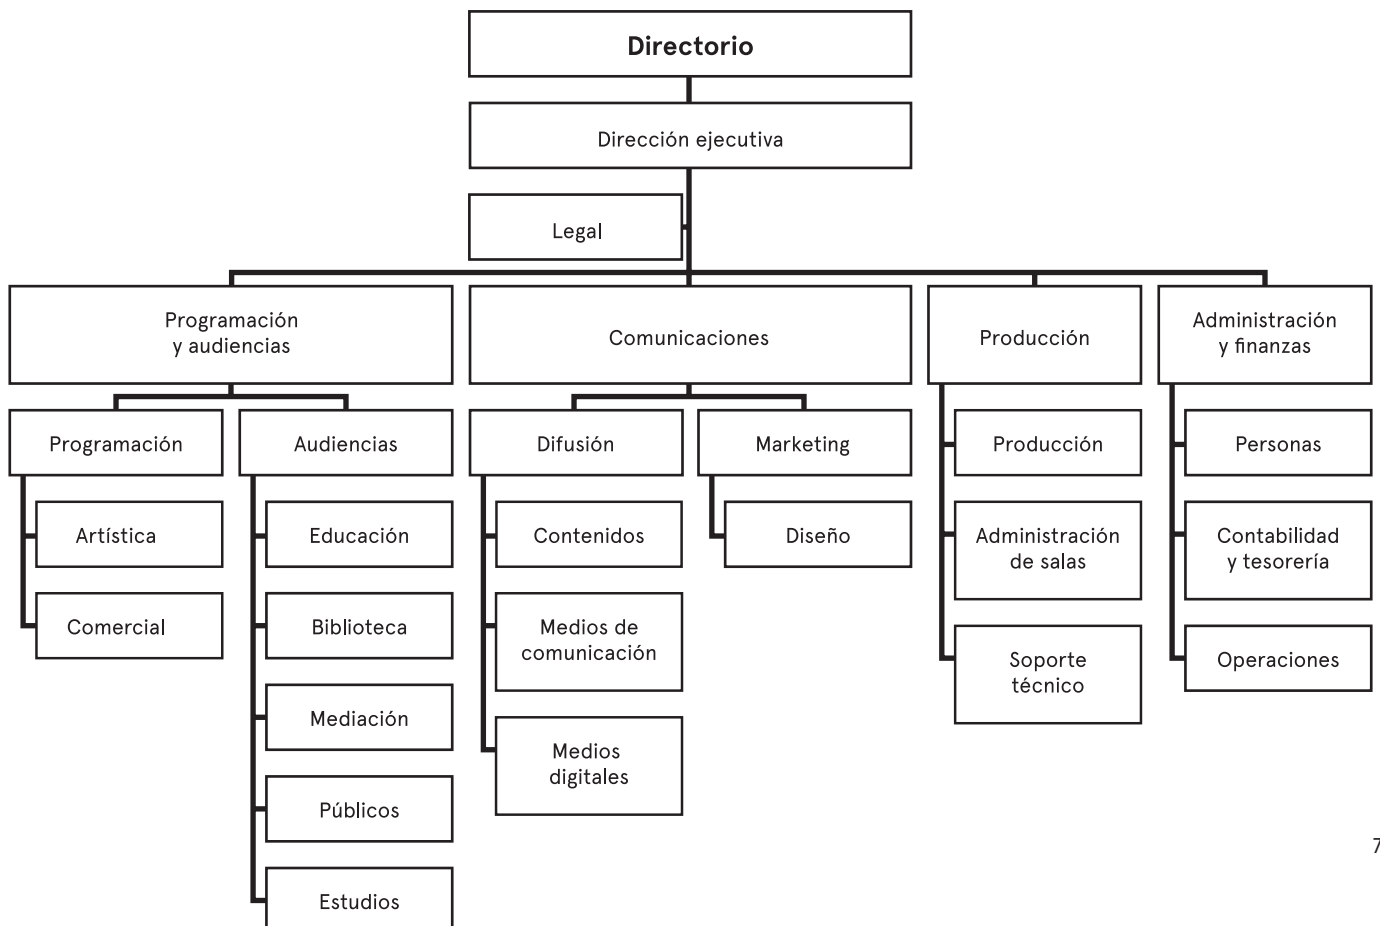 Directorio
Dirección ejecutiva
Legal
Programación
y audiencias
Comunicaciones
Producción
Administración
y finanzas
Programación
Audiencias
Difusión
Marketing
Producción
Personas
Artística
Educación
Contenidos
Diseño
Administración
de salas
Contabilidad
y tesorería
Comercial
Biblioteca
Medios de
comunicación
Soporte
técnico
Operaciones
Mediación
Medios
digitales
Públicos
Estudios
7